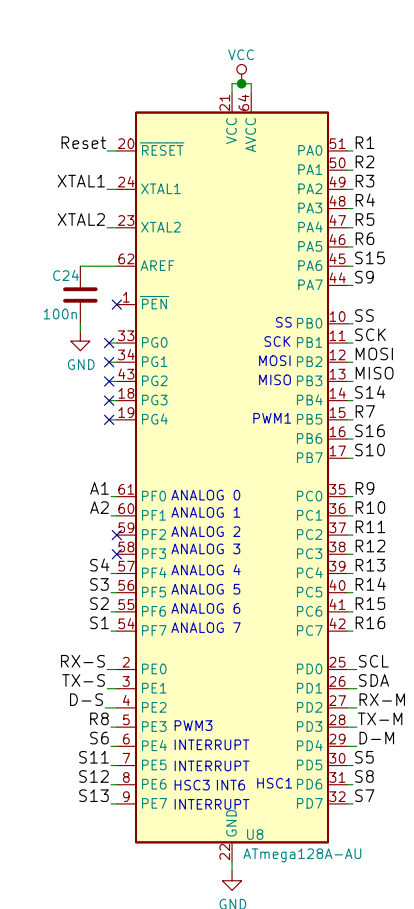 VCC
21 64
VCC AVCC
Reset 20 RESET PA0 51 R1
PA1 50 R2
XTAL1 24 XTAL1 PA2 49 R3
PA3 48 R4
XTAL2 23 XTAL2 PA4 47 R5
PA5 46 R6
62 AREF PA6 45 S15
C24 PA7 44 S9
1 PEN
100n SS PB0 10 SS
33 PG0 SCK PB1 11 SCK
GND 34 PG1 MOSI PB2 12 MOSI
43 PG2 MISO PB3 13 MISO
18 PG3 PB4 14 S14
19 PG4 PWM1 PB5 15 R7
PB6 16 S16
PB7 17 S10
A1 61 PF0 ANALOG 0 PC0 35 R9
A2 60 PF1 ANALOG 1 PC1 36 R10
59 PF2 ANALOG 2 PC2 37 R11
58 PF3 ANALOG 3 PC3 38 R12
S4 57 PF4 ANALOG 4 PC4 39 R13
S3 56 PF5 ANALOG 5 PC5 40 R14
S2 55 PF6 ANALOG 6 PC6 41 R15
S1 54 PF7 ANALOG 7 PC7 42 R16
RX-S 2 PE0 PD0 25 SCL
TX-S 3 PE1 PD1 26 SDA
D-S 4 PE2 PD2 27 RX-M
R8 5 PE3 PWM3 PD3 28 TX-M
S6 6 PE4 INTERRUPT PD4 29 D-M
S11 7 PE5 INTERRUPT PD5 30 S5
S12 8 PE6 HSC3 INT6 HSC1 PD6 31 S8
S13 9 PE7 INTERRUPT PD7 32 S7
GND
U8
22 ATmega128A-AU
GND